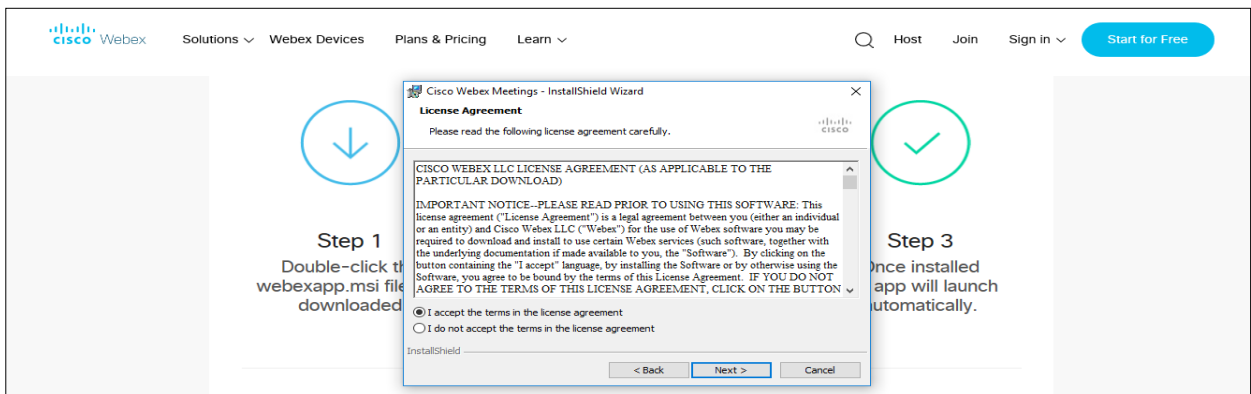 CISCO Webex Solutions Webex Devices Plans & Pricing Learn Host Join Sign in Start for Free
Cisco Webex Meetings - InstallShield Wizard
License Agreement
Please read the following license agreement carefully.
CISCO
CISCO WEBEX LLC LICENSE AGREEMENT (AS APPLICABLE TO THE
PARTICULAR DOWNLOAD)
IMPORTANT NOTICE--PLEASE READ PRIOR TO USING THIS SOFTWARE: This
license agreement ("License Agreement") is a legal agreement between you (either an individual
or an entity) and Cisco Webex LLC ("Webex") for the use of Webex software you may be
required to download and install to use certain Webex services (such software, together with
the underlying documentation if made available to you, the "Software"). By clicking on the
button containing the "I accept" language, by installing the Software or by otherwise using the
Software, you agree to be bound by the terms of this License Agreement. IF YOU DO NOT
AGREE TO THE TERMS OF THIS LICENSE AGREEMENT, CLICK ON THE BUTTON
I accept the terms in the license agreement
I do not accept the terms in the license agreement
InstallShield
< Back Next > Cancel
Step 1
Double-click
webexapp.msi file
downloaded
Step 3
installed
app will launch
automatically.